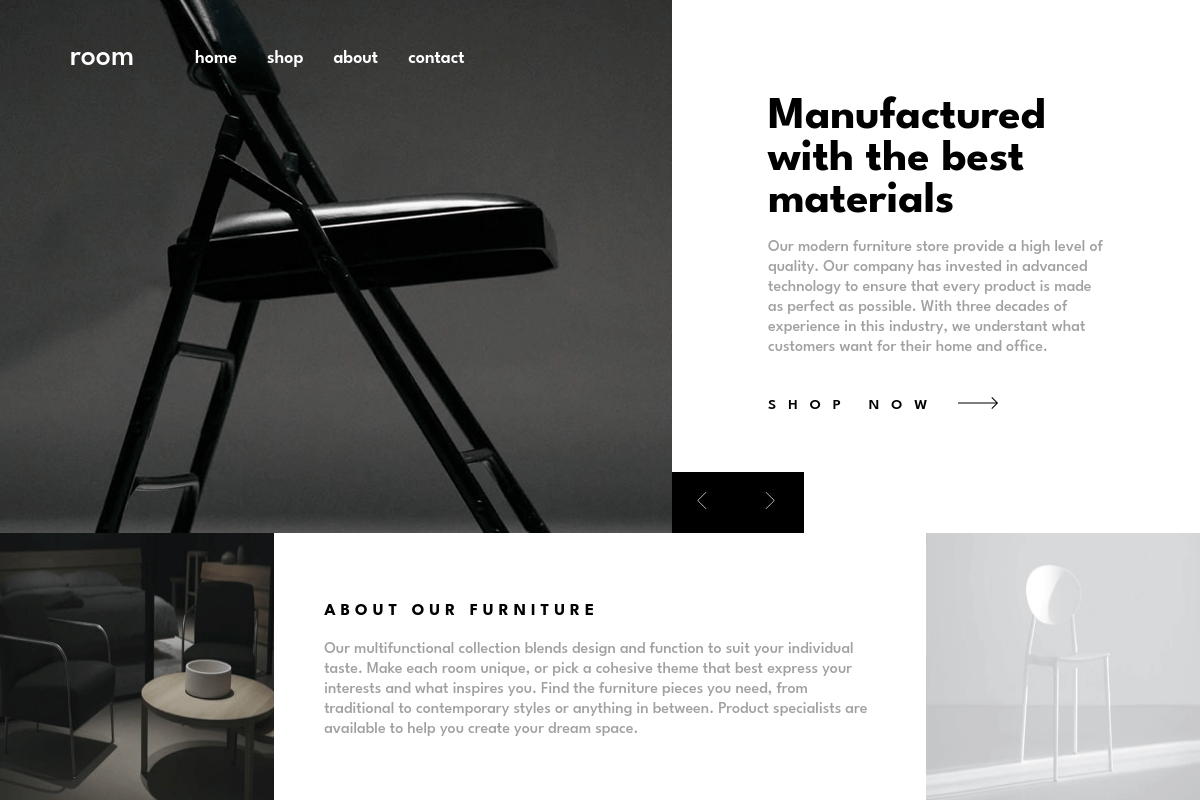 room
home shop about contact
Manufactured
with the best
materials
Our modern furniture store provide a high level of
quality. Our company has invested in advanced
technology to ensure that every product is made
as perfect as possible. With three decades of
experience in this industry, we understant what
customers want for their home and office.
SHOP NOW
ABOUT OUR FURNITURE
Our multifunctional collection blends design and function to suit your individual
taste. Make each room unique, or pick a cohesive theme that best express your
interests and what inspires you. Find the furniture pieces you need, from
traditional to contemporary styles or anything in between. Product specialists are
available to help you create your dream space.